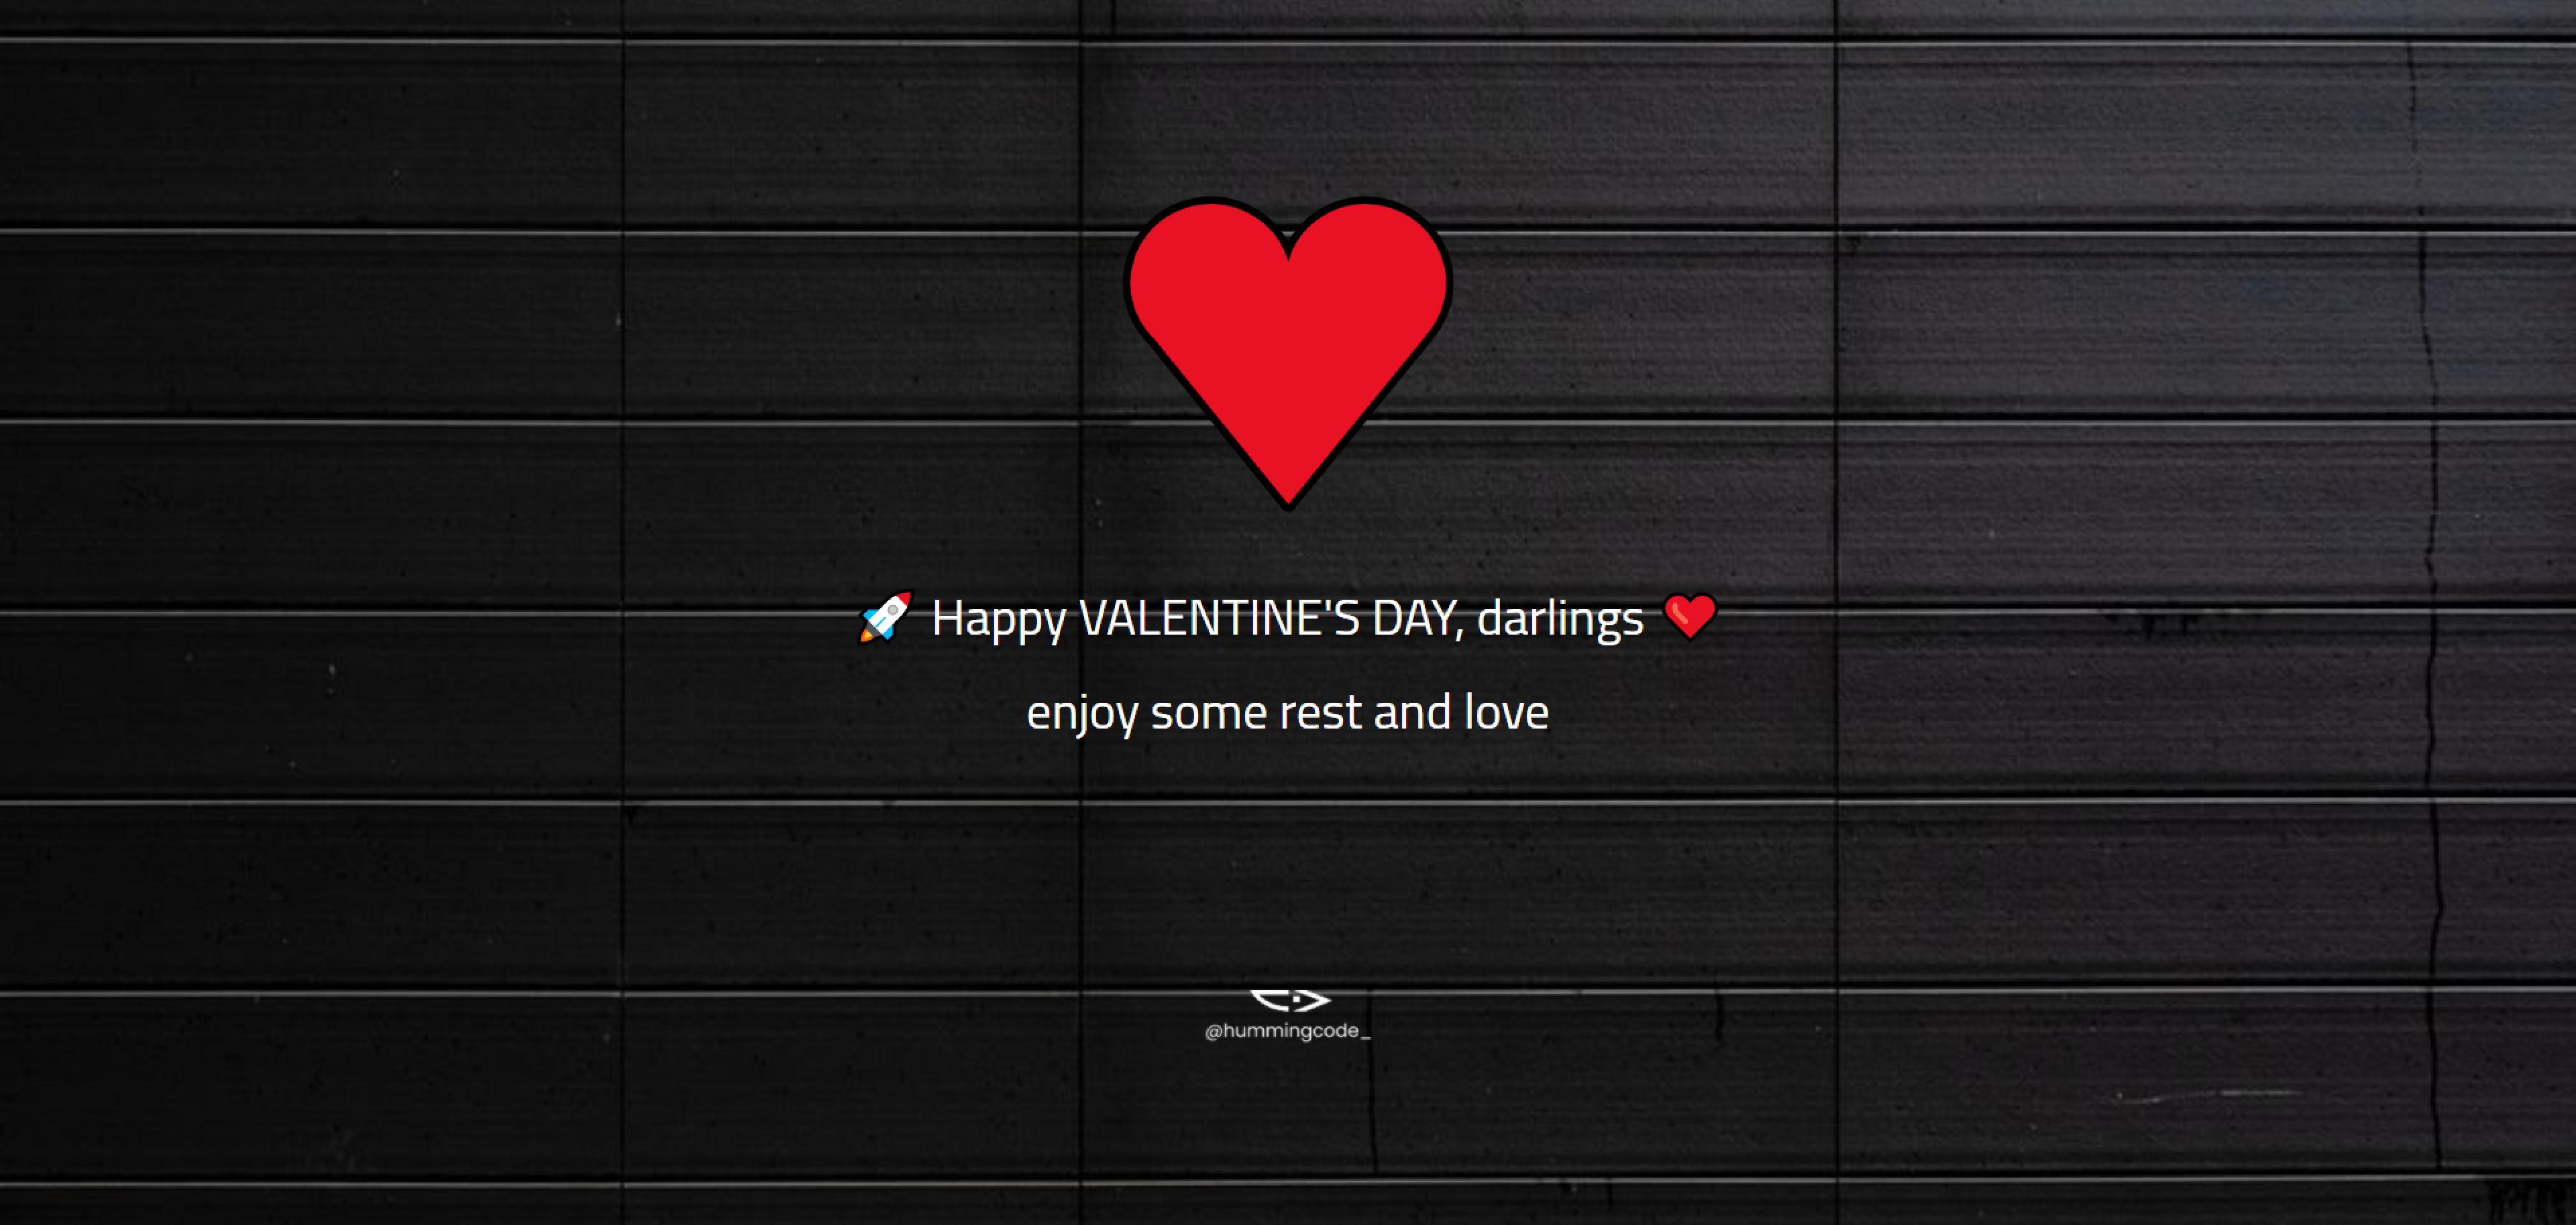 🚀 Happy VALENTINE'S DAY, darlings ❤️
enjoy some rest and love
@hummingcode_